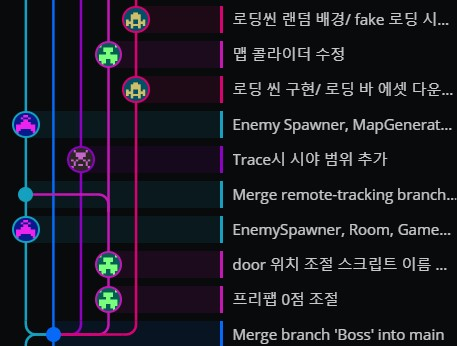 로딩씬 랜덤 배경/ fake 로딩 시...
맵 콜라이더 수정
로딩 씬 구현/ 로딩 바 에셋 다운...
Enemy Spawner, MapGenerat...
Trace시 시야 범위 추가
Merge remote-tracking branch...
EnemySpawner, Room, Game...
door 위치 조절 스크립트 이름 ...
프리팹 0점 조절
Merge branch 'Boss' into main